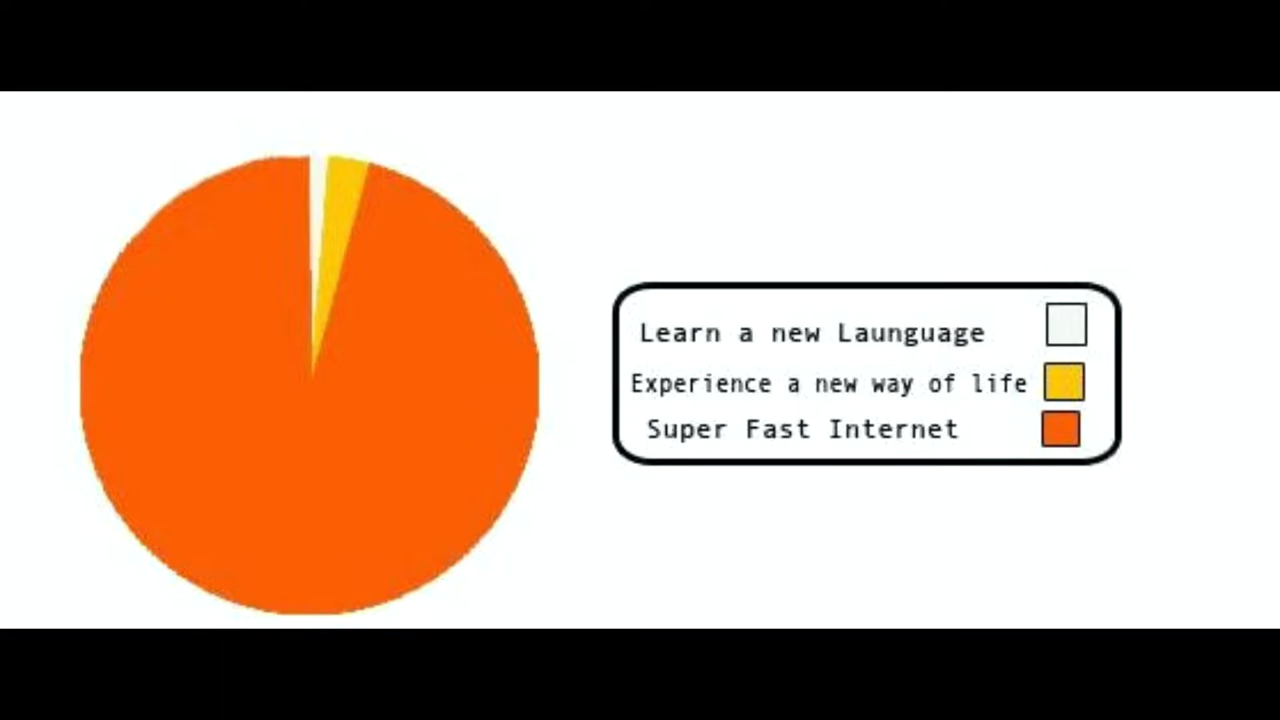 Learn a new Launguage
Experience a new way of life
Super Fast Internet